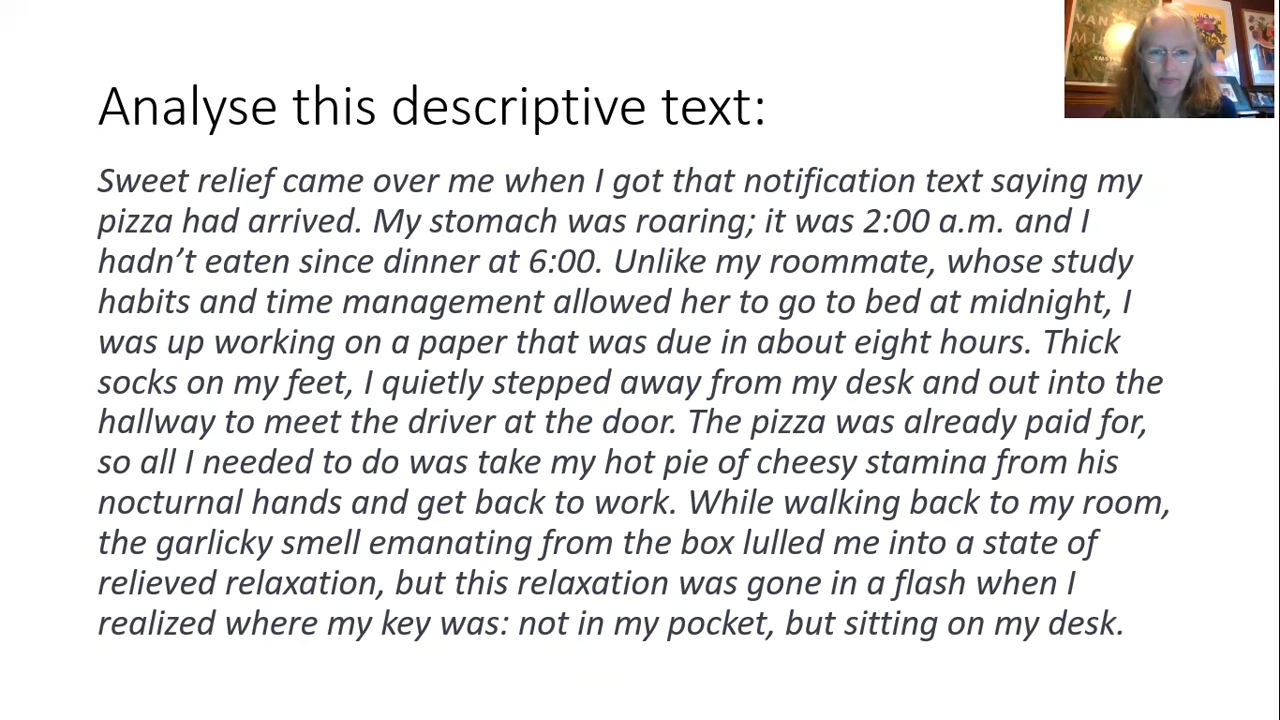 VAN
MU
AMSTE
Analyse this descriptive text:
Sweet relief came over me when I got that notification text saying my
pizza had arrived. My stomach was roaring; it was 2:00 a.m. and I
hadn’t eaten since dinner at 6:00. Unlike my roommate, whose study
habits and time management allowed her to go to bed at midnight, I
was up working on a paper that was due in about eight hours. Thick
socks on my feet, I quietly stepped away from my desk and out into the
hallway to meet the driver at the door. The pizza was already paid for,
so all I needed to do was take my hot pie of cheesy stamina from his
nocturnal hands and get back to work. While walking back to my room,
the garlicky smell emanating from the box lulled me into a state of
relieved relaxation, but this relaxation was gone in a flash when I
realized where my key was: not in my pocket, but sitting on my desk.